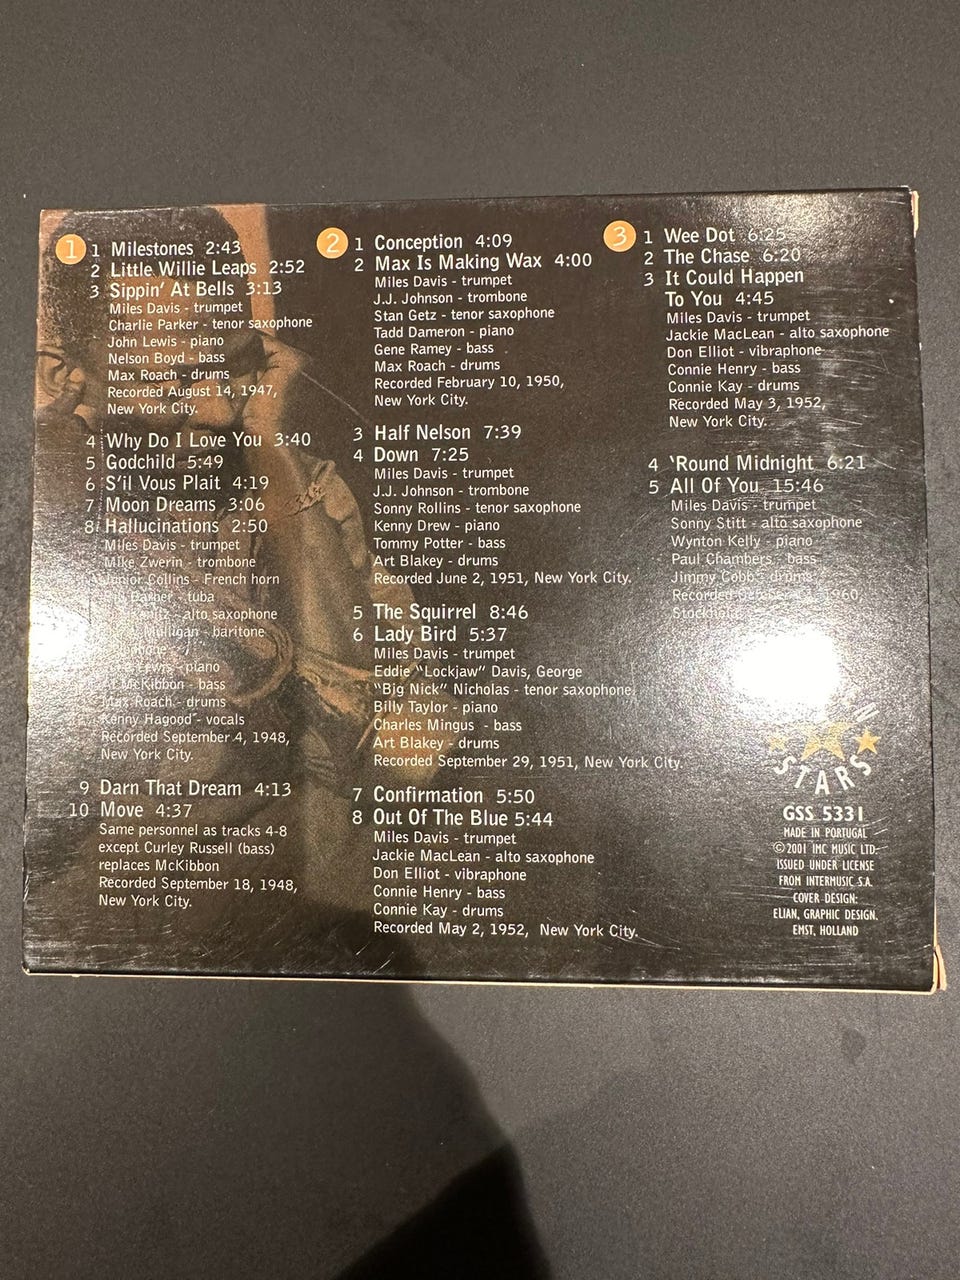 1
1 Milestones 2:43
2 Little Willie Leaps 2:52
3 Sippin' At Bells 3:13
Miles Davis - trumpet
Charlie Parker - tenor saxophone
John Lewis - piano
Nelson Boyd - bass
Max Roach - drums
Recorded August 14, 1947,
New York City.
4 Why Do I Love You 3:40
5 Godchild 5:49
6 S'il Vous Plait 4:19
7 Moon Dreams 3:06
8 Hallucinations 2:50
Miles Davis - trumpet
Mike Zwerin - trombone
Junior Collins - French horn
Barber - tuba
- alto saxophone
Mulligan - baritone
Lewis - piano
McKibbon - bass
Max Roach - drums
Kenny Hagood - vocals
Recorded September 4, 1948,
New York City.
9 Darn That Dream 4:13
10 Move 4:37
Same personnel as tracks 4-8
except Curley Russell (bass)
replaces McKibbon
Recorded September 18, 1948,
New York City.
2
1 Conception 4:09
2 Max Is Making Wax 4:00
Miles Davis - trumpet
J.J. Johnson - trombone
Stan Getz - tenor saxophone
Tadd Dameron - piano
Gene Ramey - bass
Max Roach - drums
Recorded February 10, 1950,
New York City.
3 Half Nelson 7:39
4 Down 7:25
Miles Davis - trumpet
J.J. Johnson - trombone
Sonny Rollins - tenor saxophone
Kenny Drew - piano
Tommy Potter - bass
Art Blakey - drums
Recorded June 2, 1951, New York City.
5 The Squirrel 8:46
6 Lady Bird 5:37
Miles Davis - trumpet
Eddie "Lockjaw" Davis, George
"Big Nick" Nicholas - tenor saxophone,
Billy Taylor - piano
Charles Mingus - bass
Art Blakey - drums
Recorded September 29, 1951, New York City.
7 Confirmation 5:50
8 Out Of The Blue 5:44
Miles Davis - trumpet
Jackie MacLean - alto saxophone
Don Elliot - vibraphone
Connie Henry - bass
Connie Kay - drums
Recorded May 2, 1952, New York City.
3
1 Wee Dot 6:25
2 The Chase 6:20
3 It Could Happen
To You 4:45
Miles Davis - trumpet
Jackie MacLean - alto saxophone
Don Elliot - vibraphone
Connie Henry - bass
Connie Kay - drums
Recorded May 3, 1952,
New York City.
4 'Round Midnight 6:21
5 All Of You 15:46
Miles Davis - trumpet
Sonny Stitt - alto saxophone
Wynton Kelly - piano
Paul Chambers - bass
Jimmy Cobb - drums
Recorded 1960,
Stockholm
STARS
GSS 5331
MADE IN PORTUGAL
© 2001 IMC MUSIC LTD.
ISSUED UNDER LICENSE
FROM INTERMUSIC S.A.
COVER DESIGN:
ELIAN, GRAPHIC DESIGN.
EMST, HOLLAND